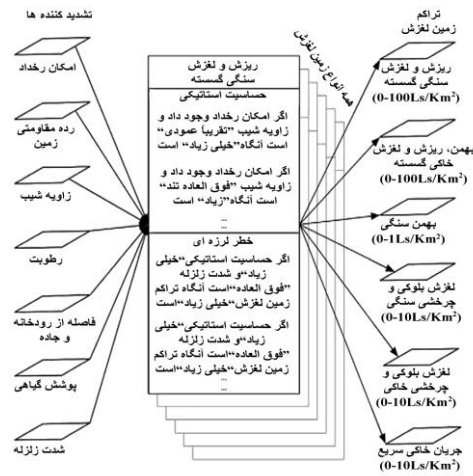 تشدید کننده ها
امکان رخداد
رده مقاومتی
زمین
زاویه شیب
رطوبت
فاصله از رودخانه
و جاده
پوشش گیاهی
شدت زلزله
ریزش و لغزش
سنگی گسسته
حساسیت استاتیکی
اگر امکان رخداد وجود داد و
زاویه شیب "تقریباً عمودی"
است آنگاه"خیلی زیاد" است
اگر امکان رخداد وجود داد و
زاویه شیب "فوق العاده تند"
است آنگاه"زیاد" است
...
...
خطر لرزه ای
اگر حساسیت استاتیکی"خیلی
زیاد"و شدت زلزله
"فوق العاده"است آنگاه تراکم
زمین لغزش"خیلی زیاد"است
اگر حساسیت استاتیکی"خیلی
زیاد"و شدت زلزله
"فوق العاده"است آنگاه تراکم
زمین لغزش"خیلی زیاد"است
...
...
همه انواع زمین لغزش
تراکم
زمین لغزش
ریزش و لغزش
سنگی گسسته
(0-100Ls/Km²)
بهمن، ریزش و لغزش
خاکی گسسته
(0-100Ls/Km²)
بهمن سنگی
(0-1Ls/Km²)
لغزش بلوکی و
چرخشی سنگی
(0-10Ls/Km²)
لغزش بلوکی و
چرخشی خاکی
(0-10Ls/Km²)
جریان خاکی سریع
(0-10Ls/Km²)